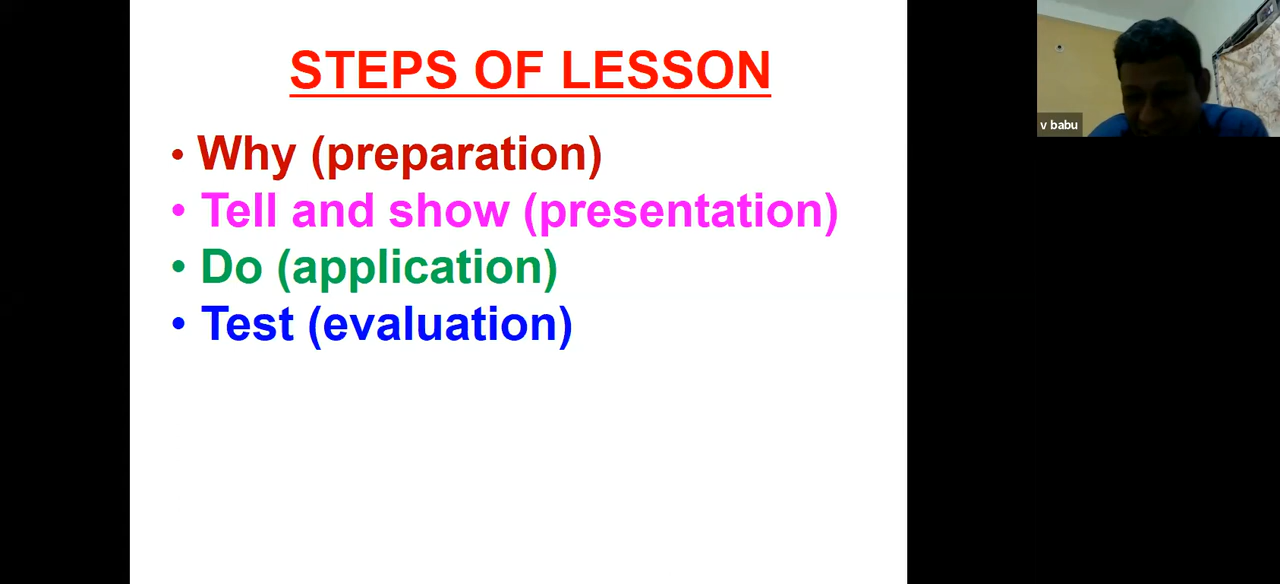 STEPS OF LESSON
• Why (preparation)
• Tell and show (presentation)
• Do (application)
• Test (evaluation)
v babu